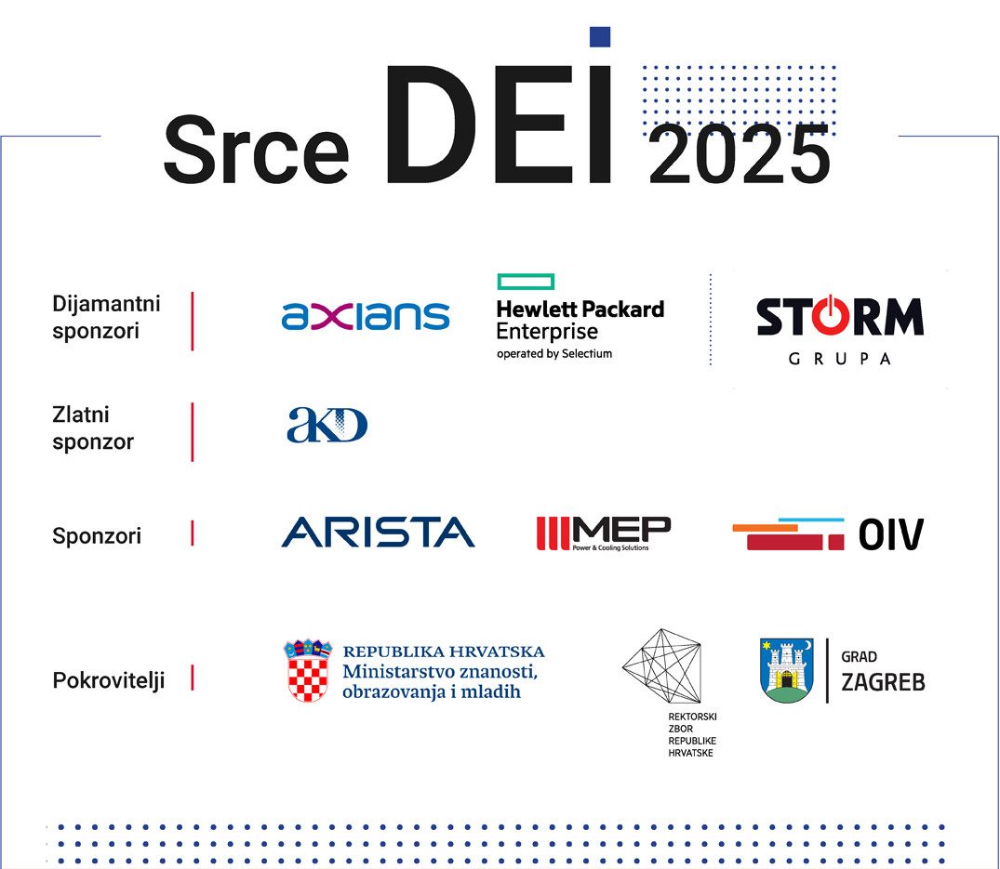 Srce DEI 2025
Dijamantni
sponzori
axians
Hewlett Packard
Enterprise
operated by Selectium
STORM
GRUPA
Zlatni
sponzor
aKD
Sponzori
ARISTA
MEP
Power & Cooling Solutions
OIV
Pokrovitelji
REPUBLIKA HRVATSKA
Ministarstvo znanosti,
obrazovanja i mladih
REKTORSKI
ZBOR
REPUBLIKE
HRVATSKE
GRAD
ZAGREB